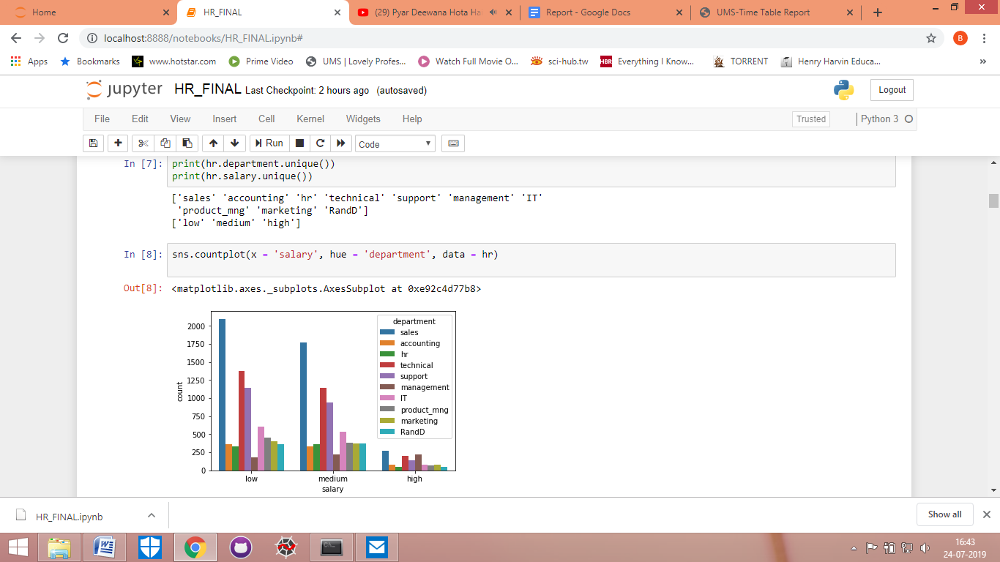 Home
HR_FINAL
(29) Pyar Deewana Hota Ha
Report - Google Docs
UMS-Time Table Report
localhost:8888/notebooks/HR_FINAL.ipynb#
B
Apps
Bookmarks
www.hotstar.com
Prime Video
UMS | Lovely Profes...
Watch Full Movie O...
sci-hub.tw
HBR
Everything I Know...
TORRENT
Henry Harvin Educa...
»
jupyter HR_FINAL Last Checkpoint: 2 hours ago (autosaved)
Logout
File Edit View Insert Cell Kernel Widgets Help
Trusted
Python 3
Run
Code
In [7]: print(hr.department.unique())
print(hr.salary.unique())
['sales' 'accounting' 'hr' 'technical' 'support' 'management' 'IT'
'product_mng' 'marketing' 'RandD']
['low' 'medium' 'high']
In [8]: sns.countplot(x = 'salary', hue = 'department', data = hr)
Out[8]: <matplotlib.axes._subplots.AxesSubplot at 0xe92c4d77b8>
2000
1750
1500
1250
1000
750
500
250
0
count
department
sales
accounting
hr
technical
support
management
IT
product_mng
marketing
RandD
low medium high
salary
HR_FINAL.ipynb
Show all
16:43
24-07-2019